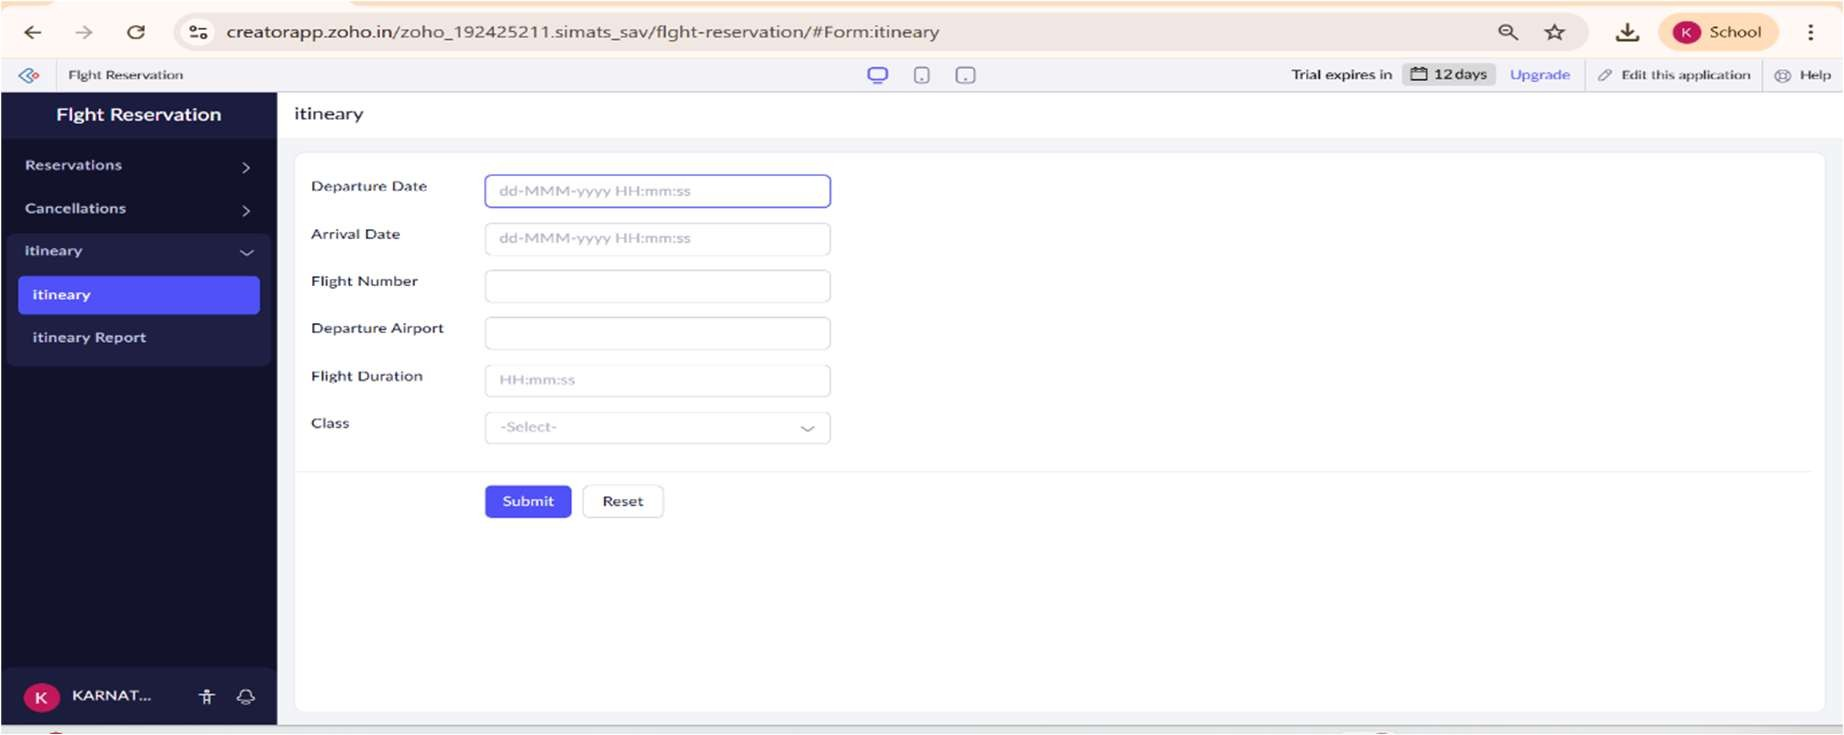 creatorapp.zoho.in/zoho_192425211.simats_sav/flght-reservation/#Form:itineary
K School
Flght Reservation
Trial expires in 12 days Upgrade Edit this application Help
Flght Reservation
itineary
Reservations
Cancellations
itineary
itineary
itineary Report
Departure Date dd-MMM-yyyy HH:mm:ss
Arrival Date dd-MMM-yyyy HH:mm:ss
Flight Number
Departure Airport
Flight Duration HH:mm:ss
Class -Select-
Submit Reset
K KARNAT...